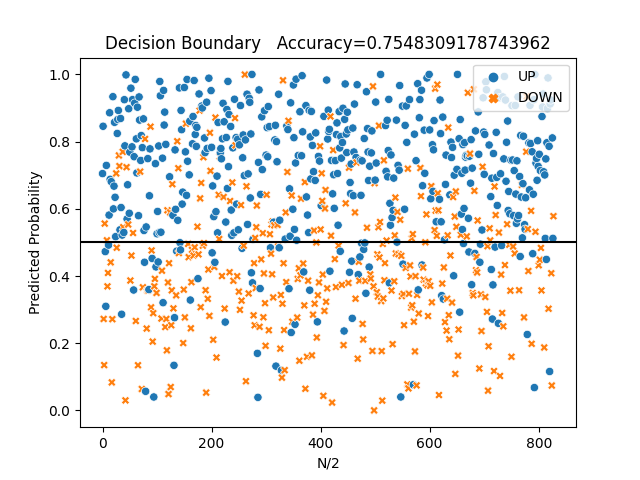 Decision Boundary   Accuracy=0.7548309178743962
1.0
0.8
0.6
0.4
0.2
0.0
Predicted Probability
UP
DOWN
0 200 400 600 800
N/2